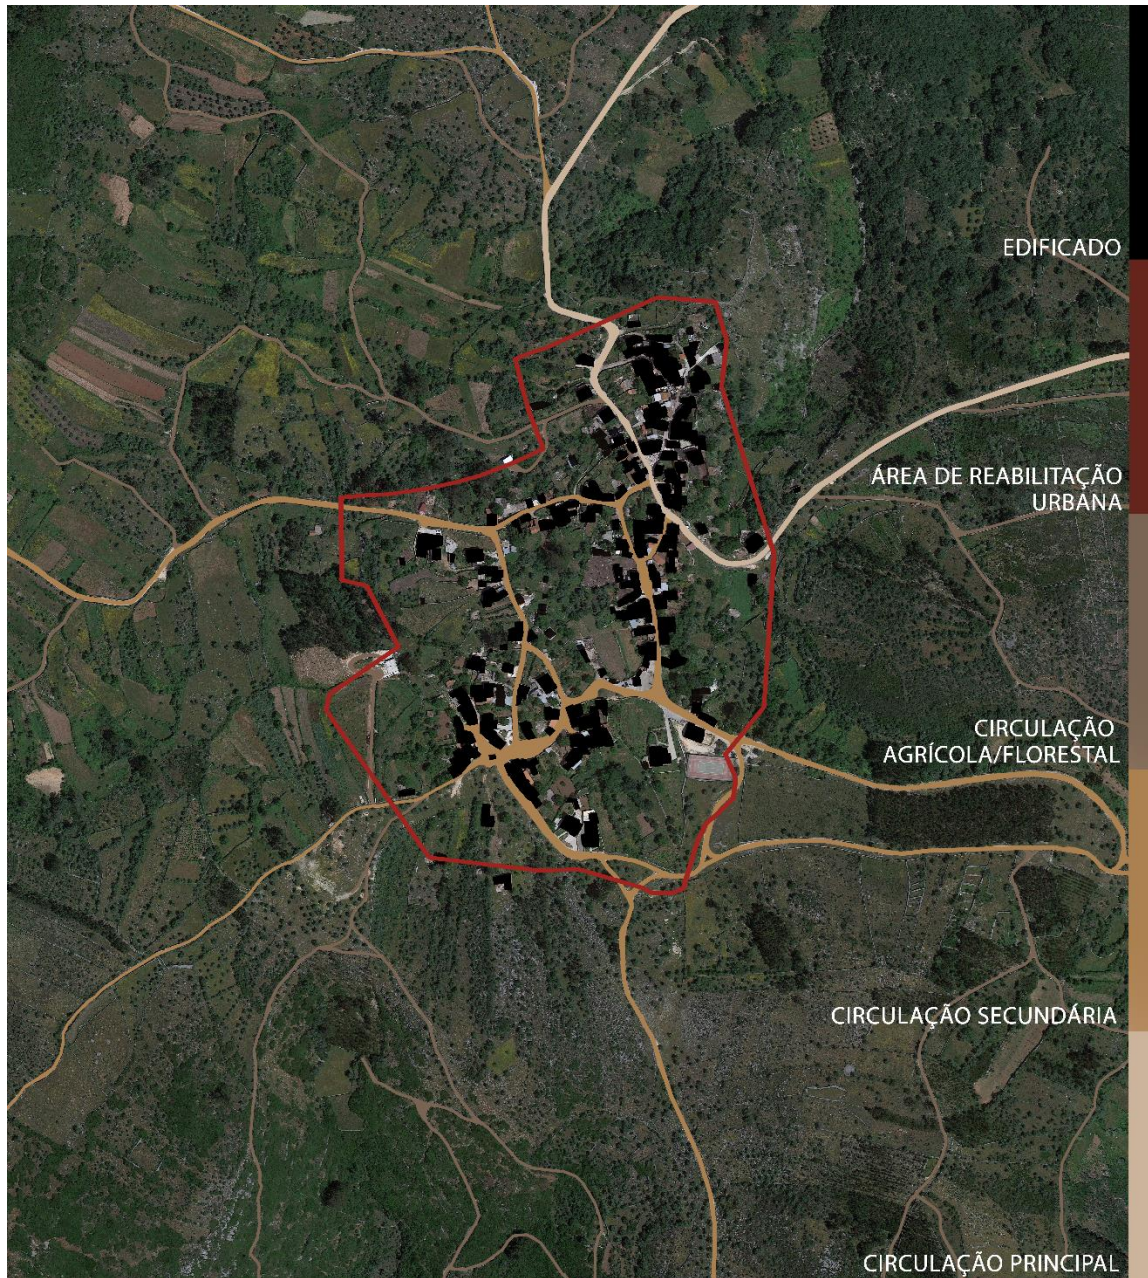 EDIFICADO
ÁREA DE REABILITAÇÃO
URBANA
CIRCULAÇÃO
AGRÍCOLA/FLORESTAL
CIRCULAÇÃO SECUNDÁRIA
CIRCULAÇÃO PRINCIPAL